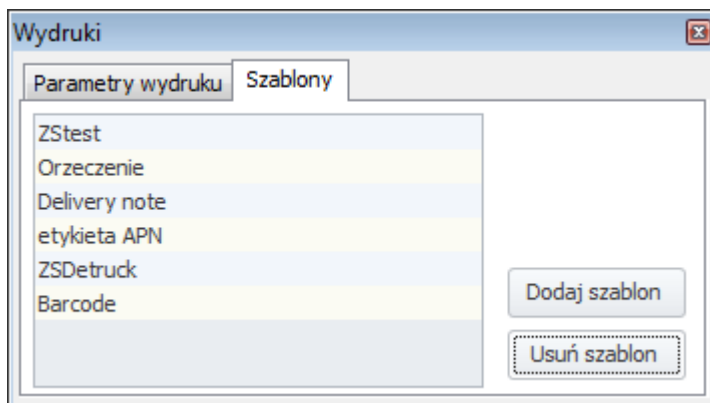 Wydruki
Parametry wydruku
Szablony
ZStest
Orzeczenie
Delivery note
etykieta APN
ZSDetruck
Barcode
Dodaj szablon
Usuń szablon